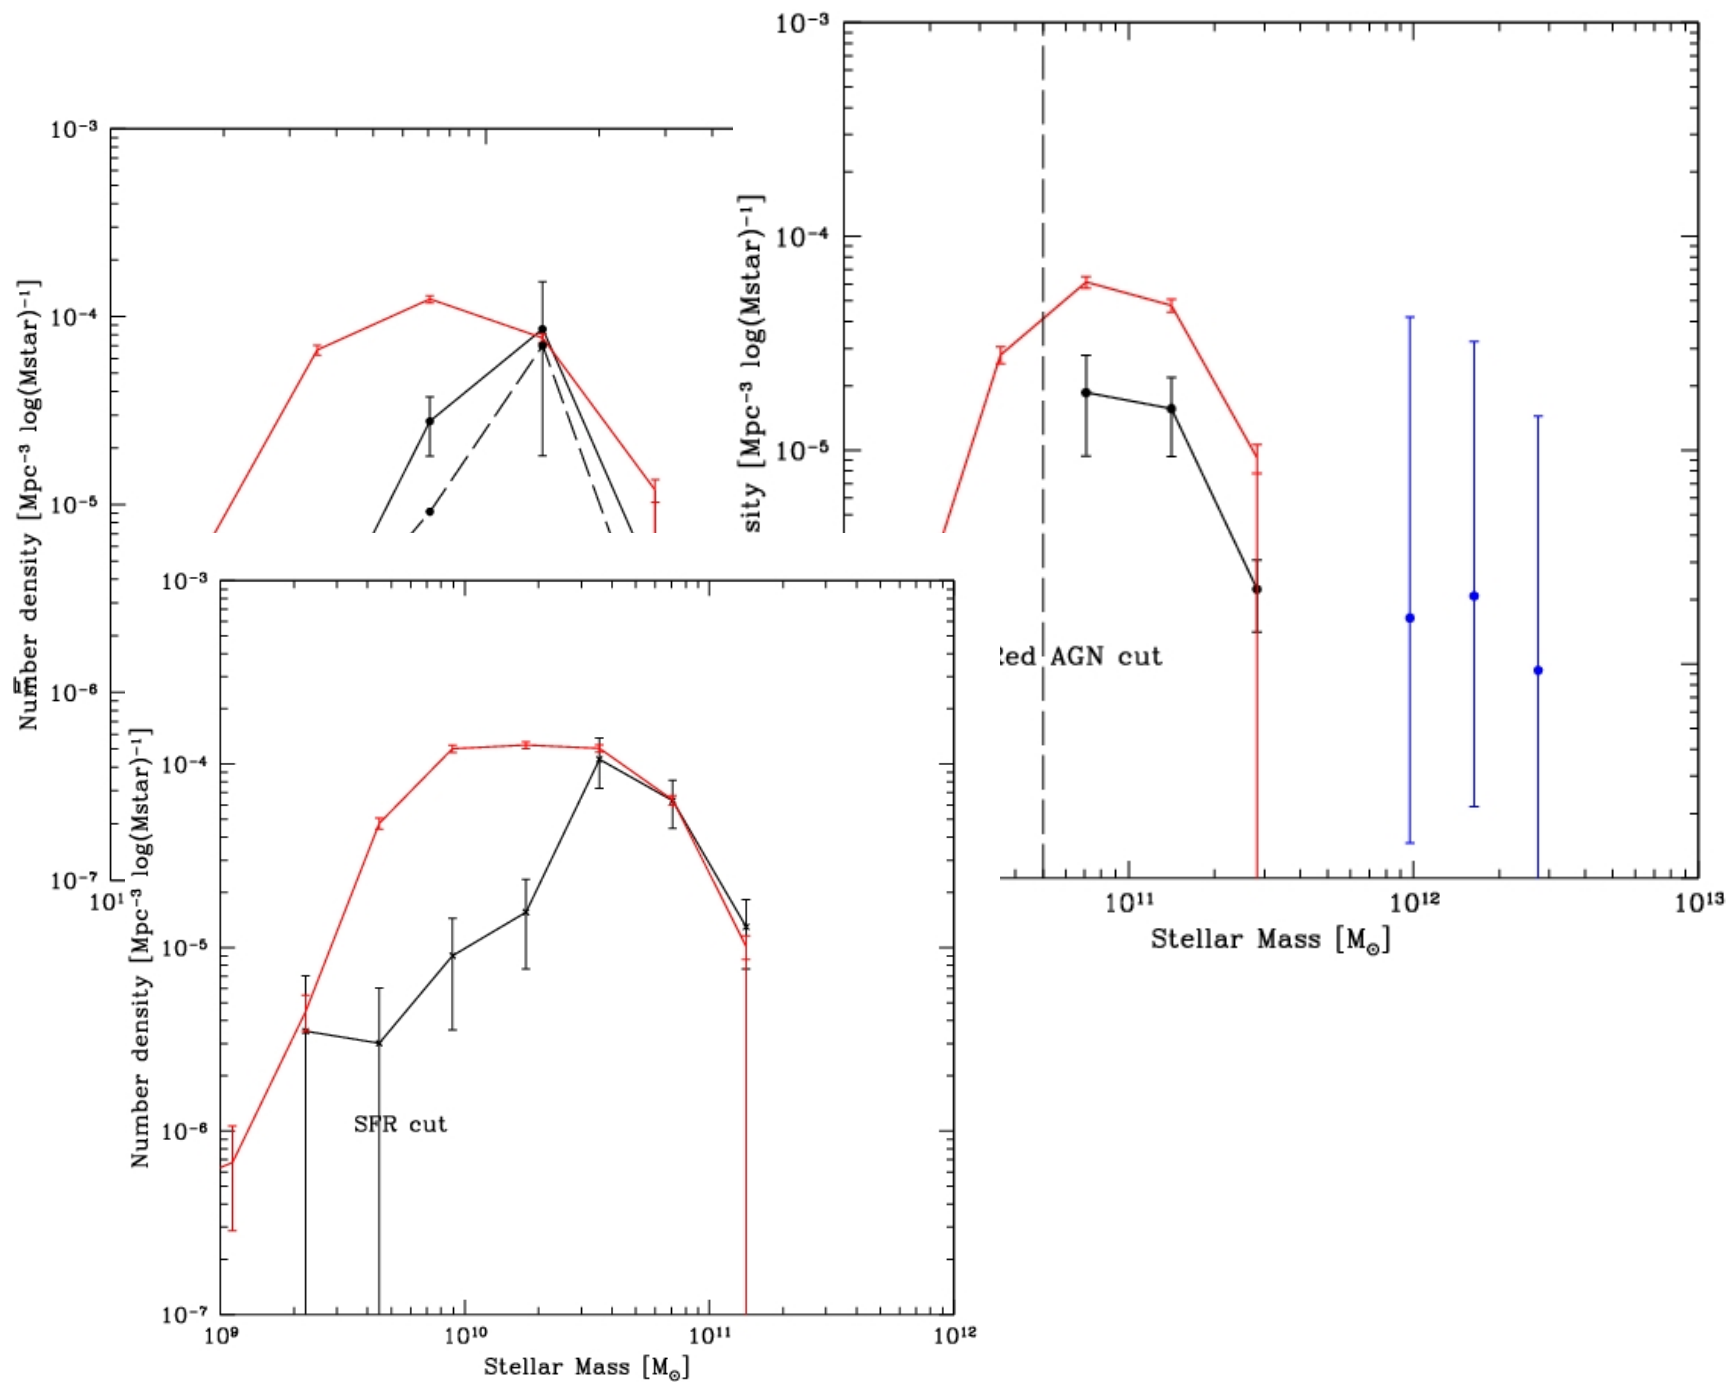 10⁻³
10⁻⁴
10⁻⁵
10⁻⁶
10⁻⁷
Number density [Mpc⁻³ log(Mstar)⁻¹]
10⁻³
10⁻⁴
10⁻⁵
sity [Mpc⁻³ log(Mstar)⁻¹]
AGN cut
10¹¹
10¹²
10¹³
Stellar Mass [M☉]
10⁻³
10⁻⁴
10⁻⁵
10⁻⁶
10⁻⁷
Number density [Mpc⁻³ log(Mstar)⁻¹]
SFR cut
10⁹
10¹⁰
10¹¹
10¹²
Stellar Mass [M☉]